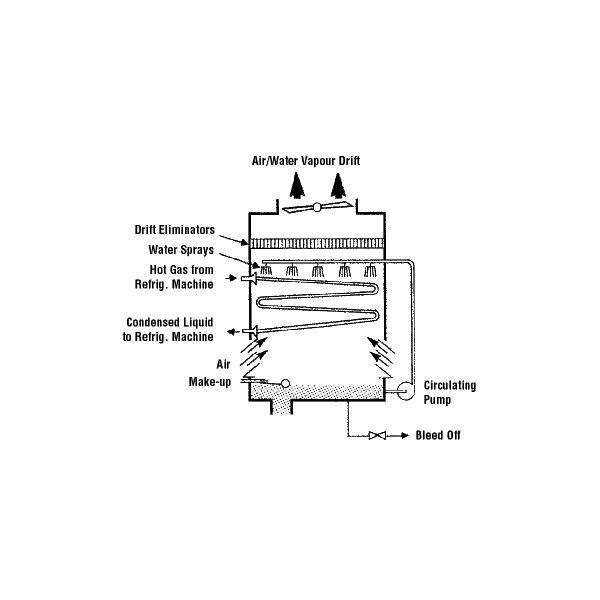 Air/Water Vapour Drift
Drift Eliminators
Water Sprays
Hot Gas from
Refrig. Machine
Condensed Liquid
to Refrig. Machine
Air
Make-up
Circulating
Pump
Bleed Off